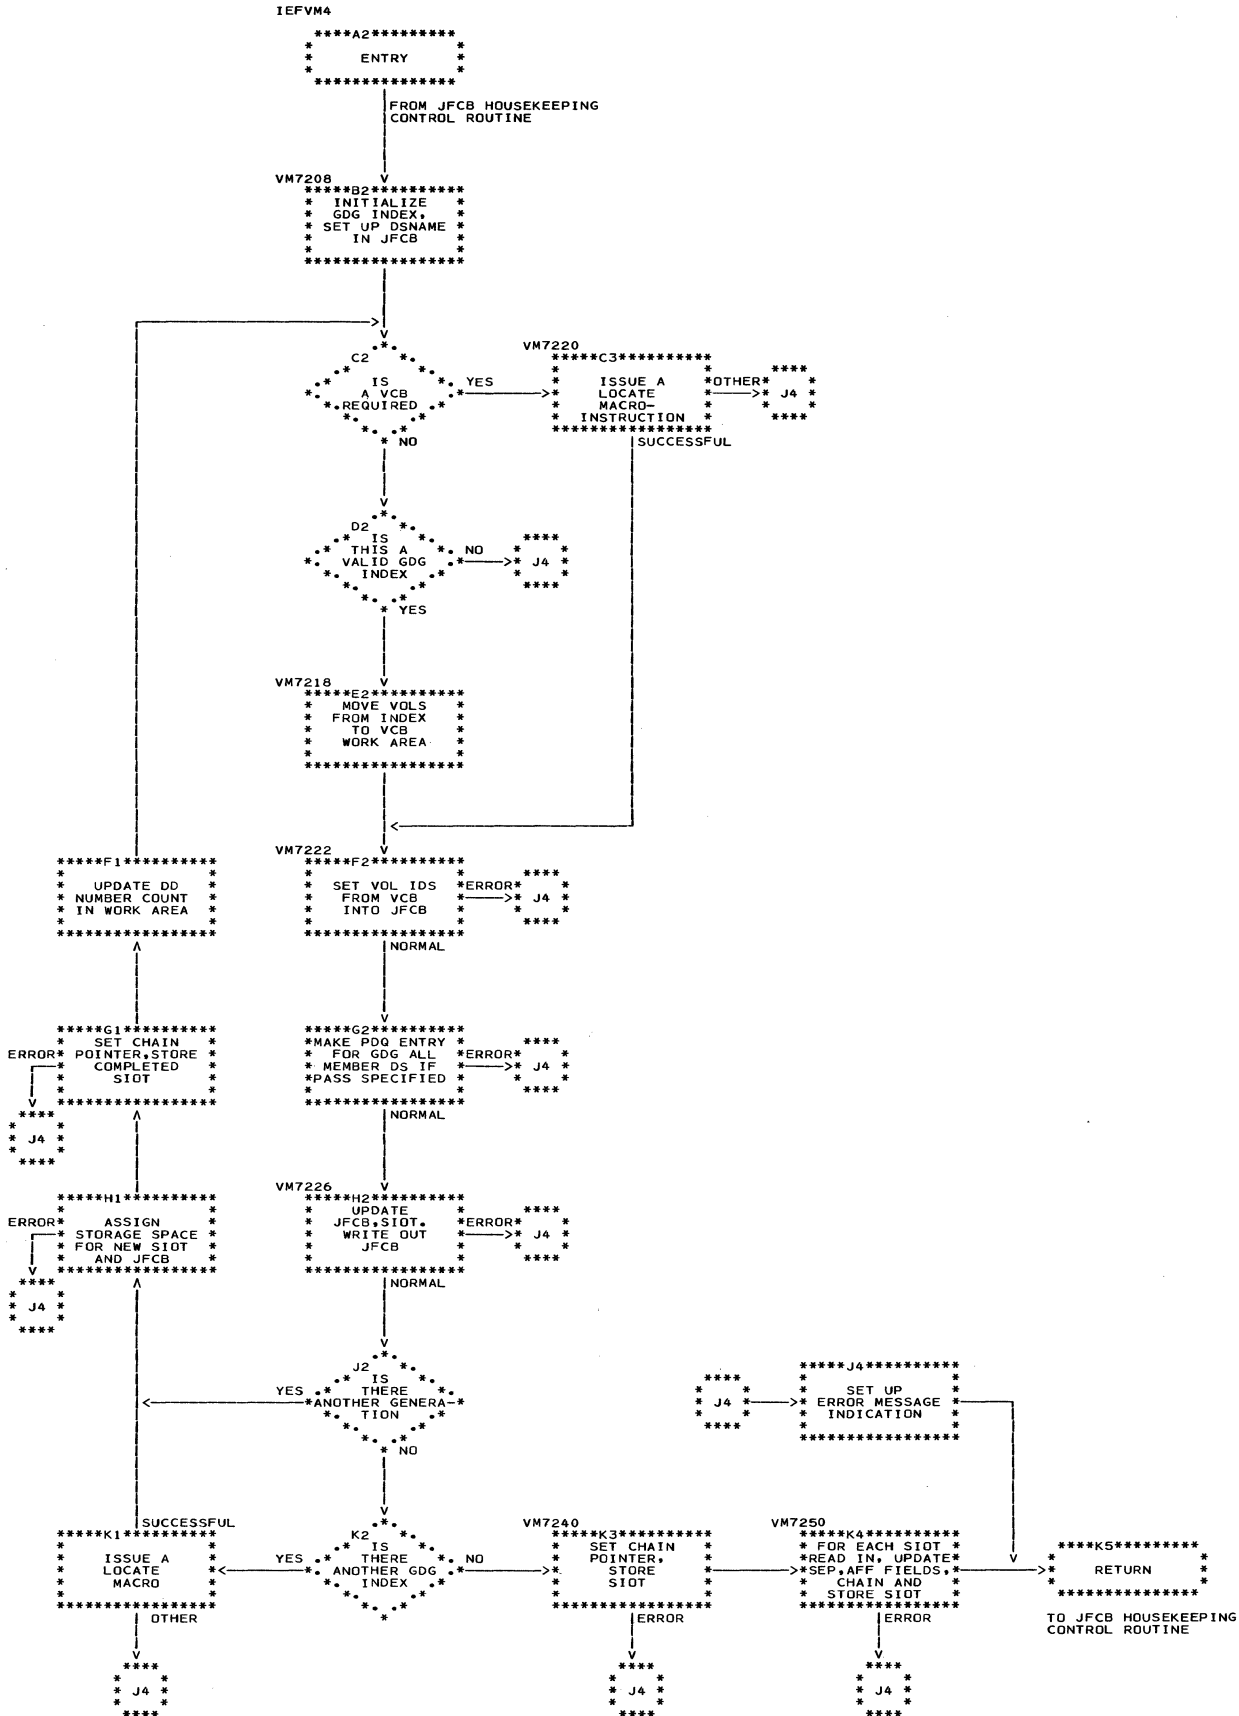 IEFVM4
*****A2*********
ENTRY
FROM JFCB HOUSEKEEPING
CONTROL ROUTINE
VM7208
*****B2**********
INITIALIZE
GDG INDEX,
SET UP DSNAME
IN JFCB
C2
IS
A VCB
REQUIRED
YES
NO
VM7220
*****C3**********
ISSUE A
LOCATE
MACRO-
INSTRUCTION
OTHER
J4
SUCCESSFUL
D2
IS
THIS A
VALID GDG
INDEX
NO
J4
YES
VM7218
*****E2**********
MOVE VOLS
FROM INDEX
TO VCB
WORK AREA
*****F1**********
UPDATE DD
NUMBER COUNT
IN WORK AREA
VM7222
*****F2**********
SET VOL IDS
FROM VCB
INTO JFCB
ERROR
J4
NORMAL
*****G1**********
SET CHAIN
POINTER,STORE
COMPLETED
SIOT
ERROR
J4
*****G2**********
MAKE PDQ ENTRY
FOR GDG ALL
MEMBER DS IF
PASS SPECIFIED
ERROR
J4
NORMAL
*****H1**********
ASSIGN
STORAGE SPACE
FOR NEW SIOT
AND JFCB
ERROR
J4
VM7226
*****H2**********
UPDATE
JFCB,SIOT.
WRITE OUT
JFCB
ERROR
J4
NORMAL
J2
IS
THERE
ANOTHER GENERA-
TION
YES
NO
J4
*****J4**********
SET UP
ERROR MESSAGE
INDICATION
SUCCESSFUL
*****K1**********
ISSUE A
LOCATE
MACRO
OTHER
J4
K2
IS
THERE
ANOTHER GDG
INDEX
YES
NO
VM7240
*****K3**********
SET CHAIN
POINTER,
STORE
SIOT
ERROR
J4
VM7250
*****K4**********
FOR EACH SIOT
READ IN, UPDATE
SEP,AFF FIELDS,
CHAIN AND
STORE SIOT
ERROR
J4
****K5*********
RETURN
TO JFCB HOUSEKEEPING
CONTROL ROUTINE